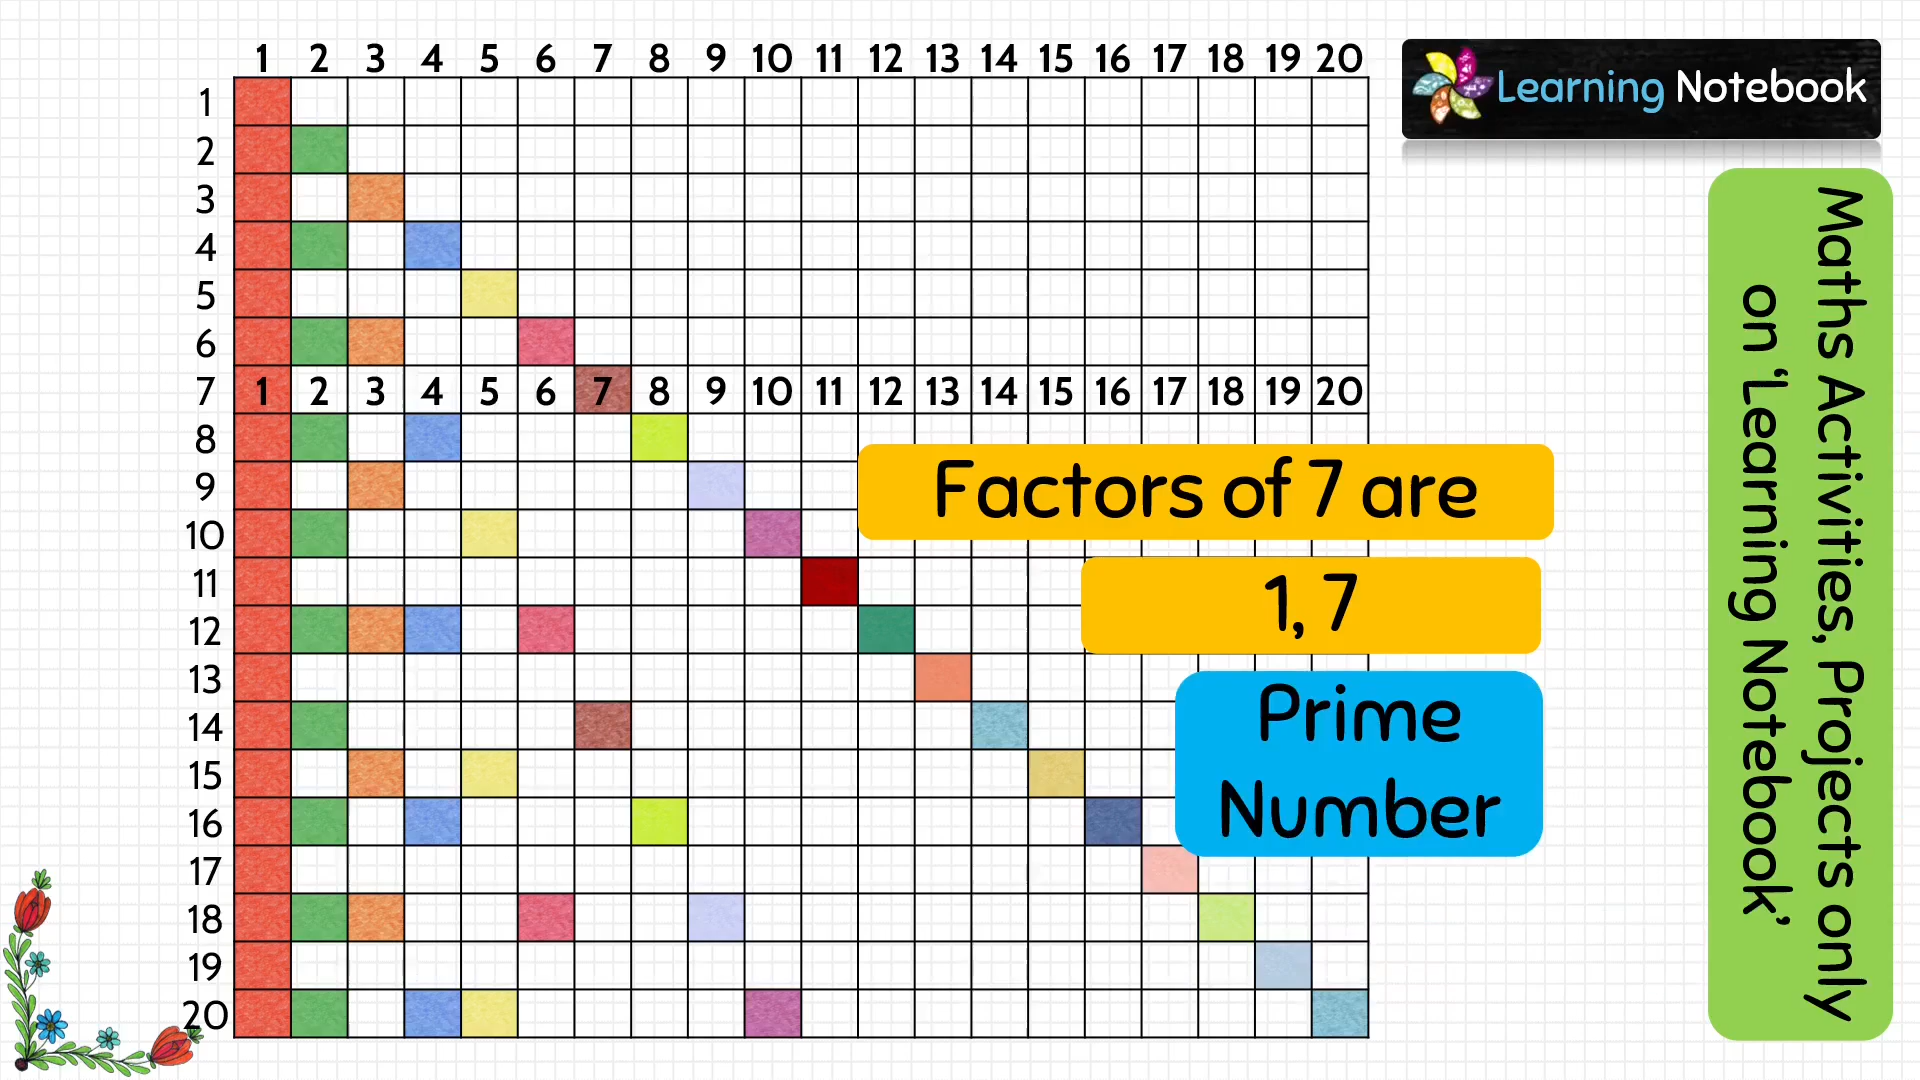 1 2 3 4 5 6 7 8 9 10 11 12 13 14 15 16 17 18 19 20
Learning Notebook
1
2
3
4
5
6
7 1 2 3 4 5 6 7 8 9 10 11 12 13 14 15 16 17 18 19 20
8
9
Factors of 7 are
10
11
1, 7
12
13
14
Prime
15
16
Number
17
18
19
20
Maths Activities, Projects only
on 'Learning Notebook'